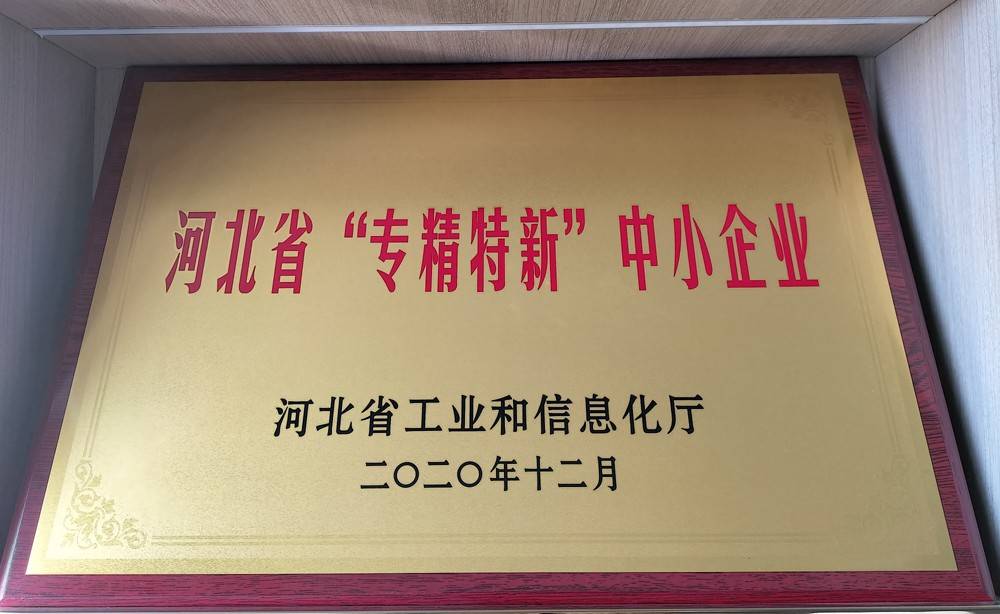 河北省“专精特新”中小企业
河北省工业和信息化厅
二〇二〇年十二月